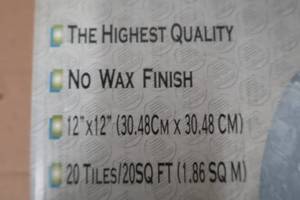 The Highest Quality
No Wax Finish
12"x12" (30.48cm x 30.48 cm)
20 Tiles/20sq ft (1.86 sq m)